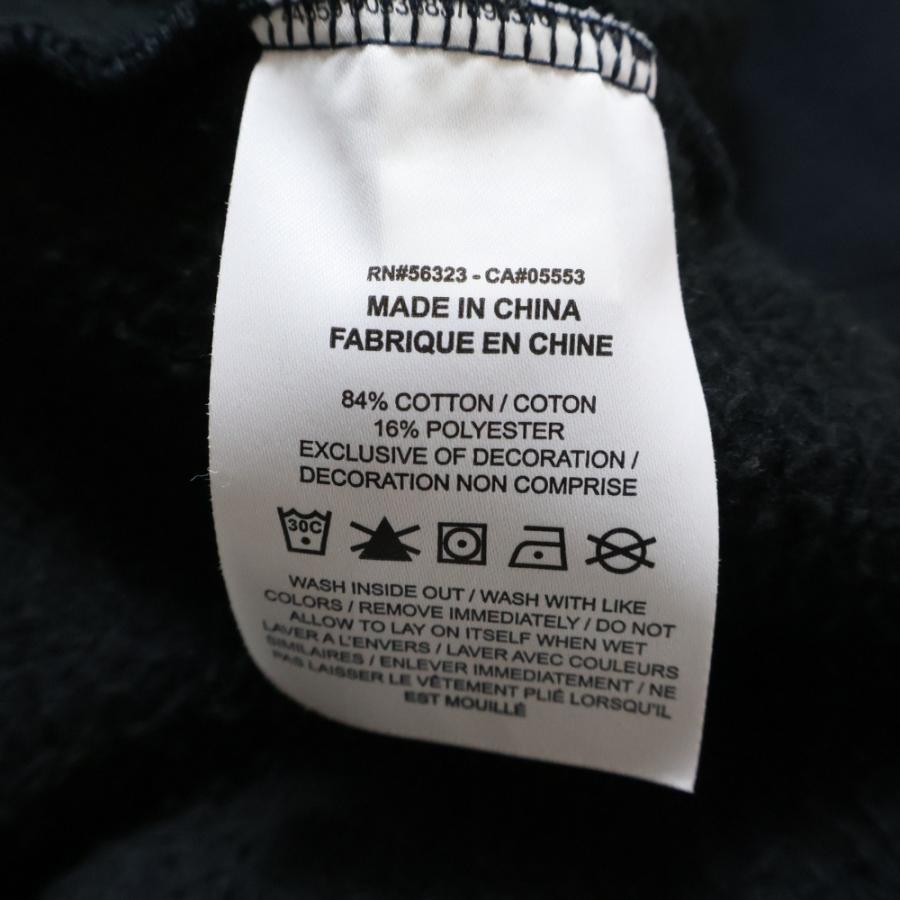 RN#56323 - CA#05553
MADE IN CHINA
FABRIQUE EN CHINE
84% COTTON / COTON
16% POLYESTER
EXCLUSIVE OF DECORATION /
DECORATION NON COMPRISE
30C
WASH INSIDE OUT / WASH WITH LIKE
COLORS / REMOVE IMMEDIATELY / DO NOT
ALLOW TO LAY ON ITSELF WHEN WET
LAVER A L'ENVERS / LAVER AVEC COULEURS
SIMILAIRES / ENLEVER IMMEDIATEMENT / NE
PAS LAISSER LE VÊTEMENT PLIÉ LORSQU'IL
EST MOUILLÉ